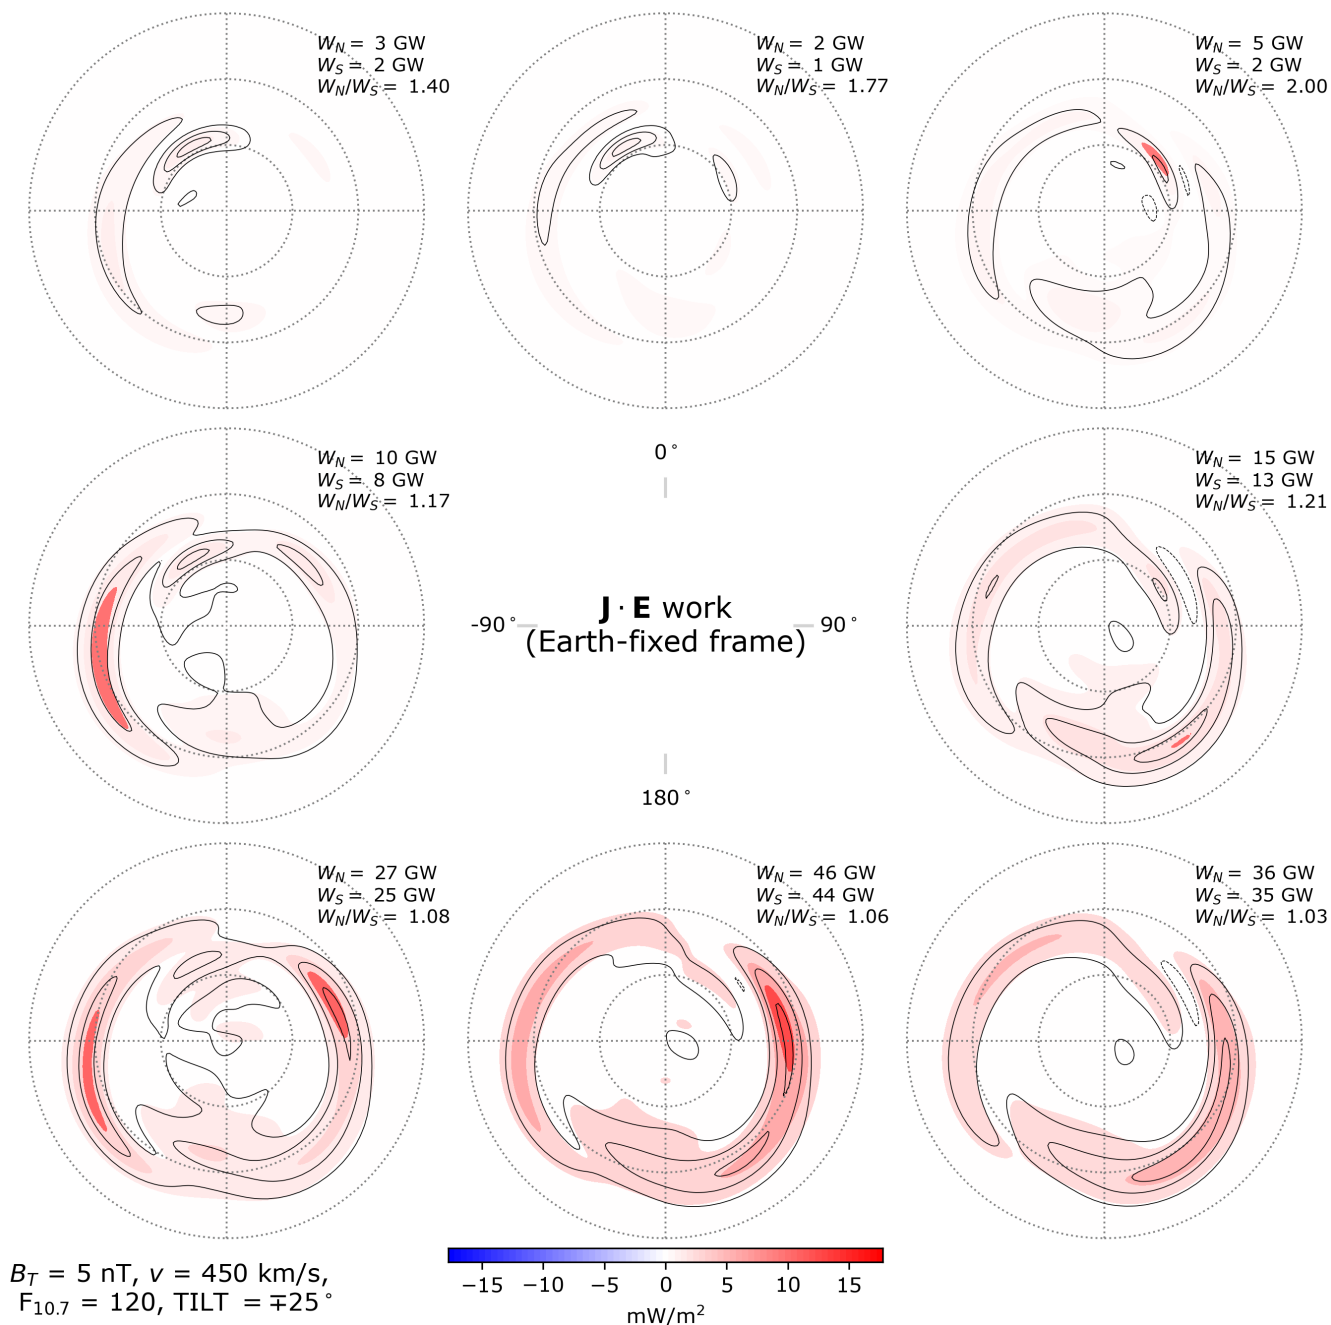 W_N = 3 GW
W_S = 2 GW
W_N/W_S = 1.40
W_N = 2 GW
W_S = 1 GW
W_N/W_S = 1.77
W_N = 5 GW
W_S = 2 GW
W_N/W_S = 2.00
W_N = 10 GW
W_S = 8 GW
W_N/W_S = 1.17
0°
-90°
J · E work
(Earth-fixed frame)
90°
180°
W_N = 15 GW
W_S = 13 GW
W_N/W_S = 1.21
W_N = 27 GW
W_S = 25 GW
W_N/W_S = 1.08
W_N = 46 GW
W_S = 44 GW
W_N/W_S = 1.06
W_N = 36 GW
W_S = 35 GW
W_N/W_S = 1.03
B_T = 5 nT, v = 450 km/s,
F_10.7 = 120, TILT = ∓25°
−15 −10 −5 0 5 10 15
mW/m²